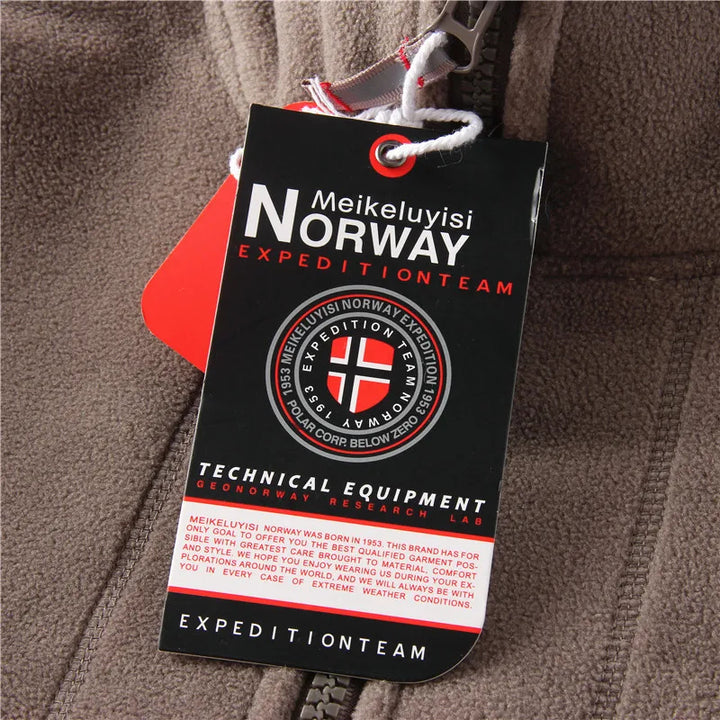 Meikeluyisi
NORWAY
EXPEDITIONTEAM
1953 MEIKELUYISI NORWAY EXPEDITION 1953
POLAR CORP. BELOW ZERO
EXPEDITION TEAM NORWAY 1953
TECHNICAL EQUIPMENT
GEONORWAY RESEARCH LAB
MEIKELUYISI NORWAY WAS BORN IN 1953. THIS BRAND HAS FOR
ONLY GOAL TO OFFER YOU THE BEST QUALIFIED GARMENT POS-
SIBLE WITH GREATEST CARE BROUGHT TO MATERIAL, COMFORT
AND STYLE. WE HOPE YOU ENJOY WEARING US DURING YOUR EX-
PLORATIONS AROUND THE WORLD, AND WE WILL ALWAYS BE WITH
YOU IN EVERY CASE OF EXTREME WEATHER CONDITIONS.
EXPEDITIONTEAM